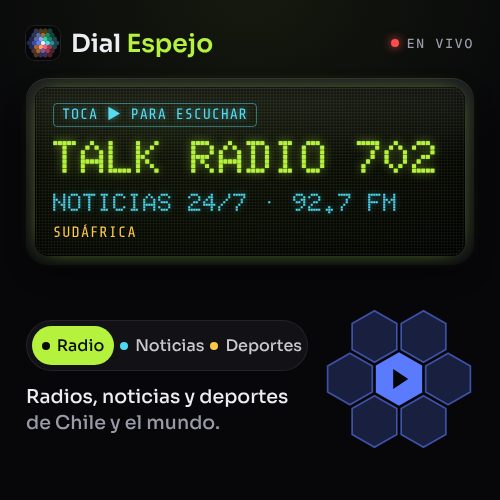 Dial Espejo
EN VIVO
TOCA ▶ PARA ESCUCHAR
TALK RADIO 702
NOTICIAS 24/7 · 92.7 FM
SUDÁFRICA
Radio Noticias Deportes
Radios, noticias y deportes
de Chile y el mundo.